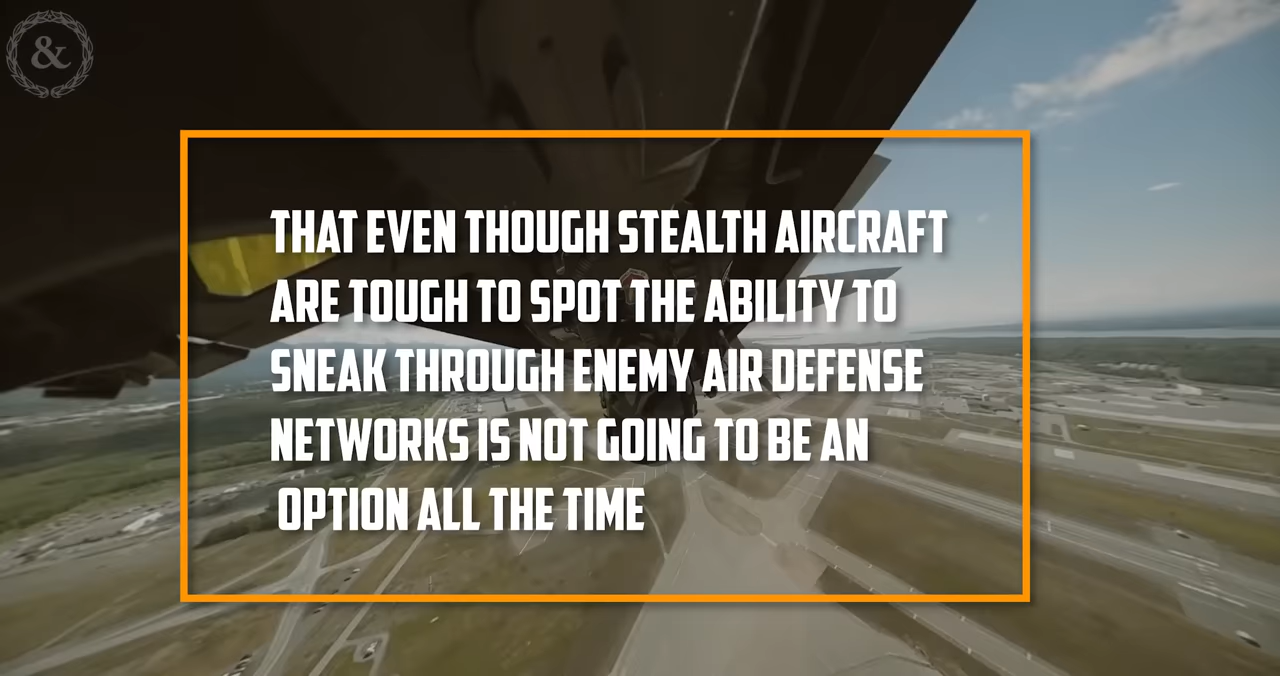 &
THAT EVEN THOUGH STEALTH AIRCRAFT
ARE TOUGH TO SPOT THE ABILITY TO
SNEAK THROUGH ENEMY AIR DEFENSE
NETWORKS IS NOT GOING TO BE AN
OPTION ALL THE TIME